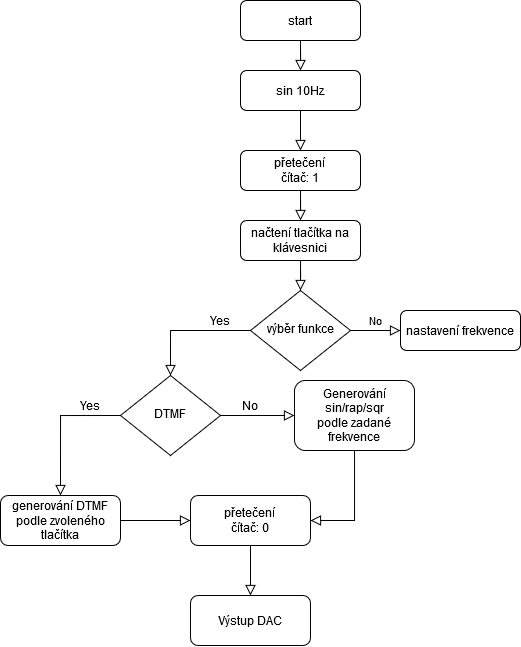 start
sin 10Hz
přetečení
čítač: 1
načtení tlačítka na
klávesnici
výběr funkce
Yes
No
nastavení frekvence
DTMF
Yes
No
Generování
sin/rap/sqr
podle zadané
frekvence
generování DTMF
podle zvoleného
tlačítka
přetečení
čítač: 0
Výstup DAC